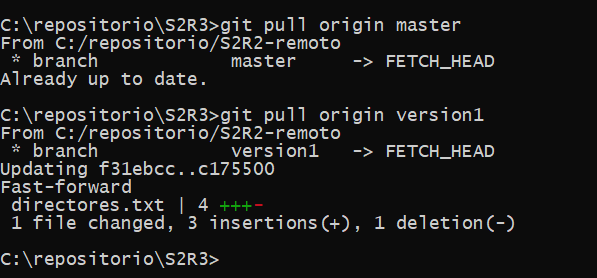 C:\repositorio\S2R3>git pull origin master
From C:/repositorio/S2R2-remoto
 * branch            master     -> FETCH_HEAD
Already up to date.

C:\repositorio\S2R3>git pull origin version1
From C:/repositorio/S2R2-remoto
 * branch            version1   -> FETCH_HEAD
Updating f31ebcc..c175500
Fast-forward
 directores.txt | 4 +++-
 1 file changed, 3 insertions(+), 1 deletion(-)

C:\repositorio\S2R3>